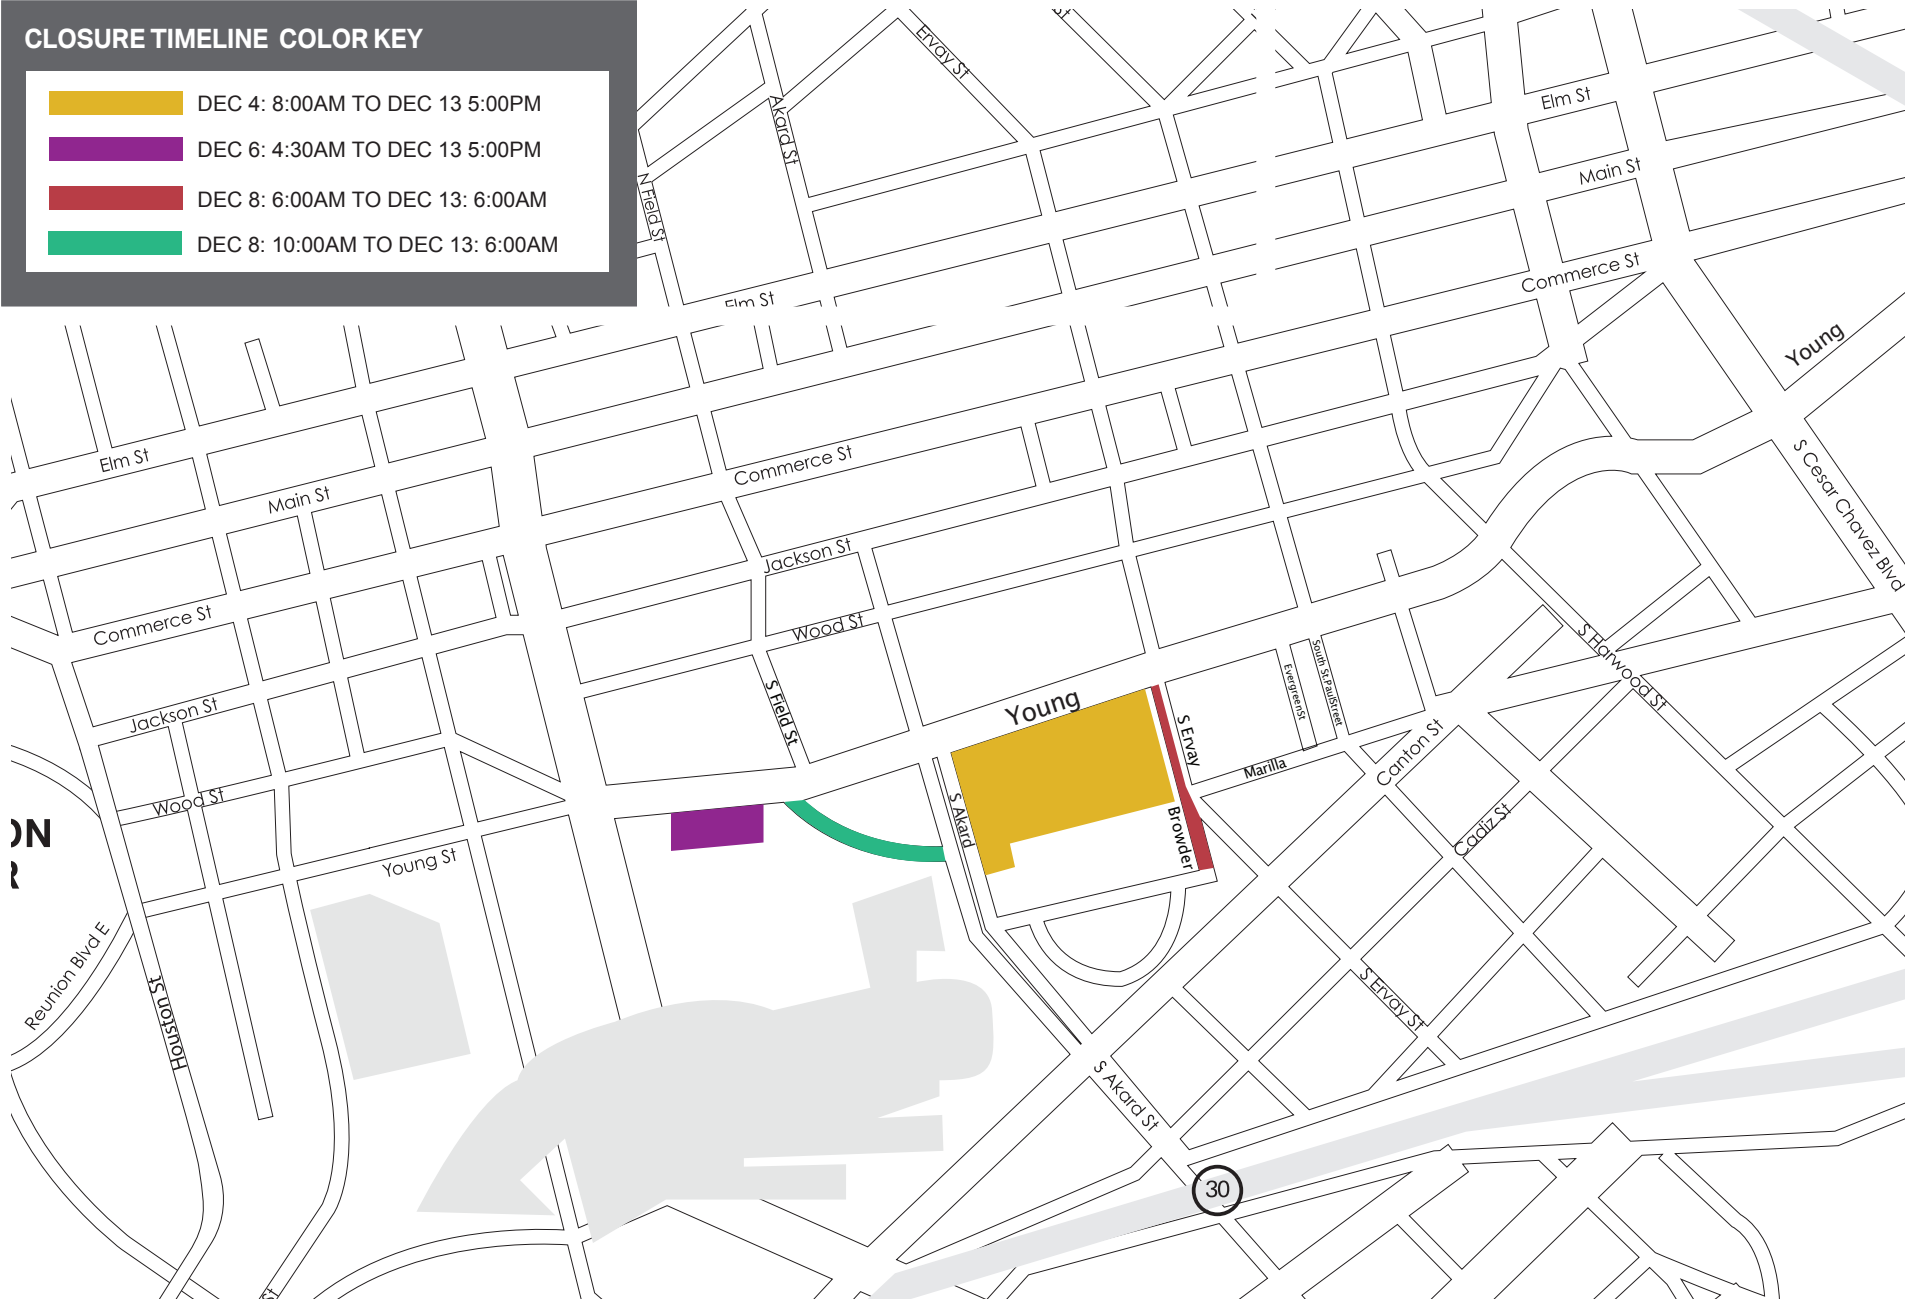 CLOSURE TIMELINE COLOR KEY
DEC 4: 8:00AM TO DEC 13 5:00PM
DEC 6: 4:30AM TO DEC 13 5:00PM
DEC 8: 6:00AM TO DEC 13: 6:00AM
DEC 8: 10:00AM TO DEC 13: 6:00AM
Ervay St
Akard St
N Field St
Elm St
Elm St
Main St
Commerce St
Young
S Cesar Chavez Blvd
Elm St
Main St
Commerce St
Commerce St
Jackson St
Jackson St
Wood St
Wood St
S Field St
Young
S Ervay
Evergreen St
South St.Paul Street
S Harwood St
Marilla
Canton St
Cadiz St
S Akard
Browder
Young St
ON
R
Reunion Blvd E
Houston St
S Ervay St
S Akard St
30
St